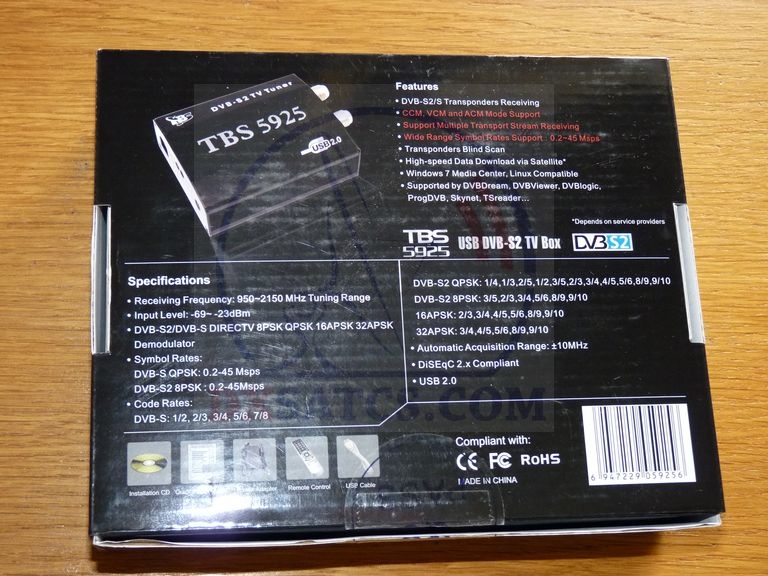 TBS
DVB-S2 TV Tuner
TBS 5925
USB 2.0
Features
• DVB-S2/S Transponders Receiving
• CCM, VCM and ACM Mode Support
• Support Multiple Transport Stream Receiving
• Wide Range Symbol Rates Support : 0.2~45 Msps
• Transponders Blind Scan
• High-speed Data Download via Satellite*
• Windows 7 Media Center, Linux Compatible
• Supported by DVBDream, DVBViewer, DVBlogic,
ProgDVB, Skynet, TSreader...
*Depends on service providers
TBS
5925
USB DVB-S2 TV Box
DVB S2
Specifications
• Receiving Frequency: 950~2150 MHz Tuning Range
• Input Level: -69~ -23dBm
• DVB-S2/DVB-S DIRECTV 8PSK QPSK 16APSK 32APSK
Demodulator
• Symbol Rates:
DVB-S QPSK: 0.2-45 Msps
DVB-S2 8PSK : 0.2-45Msps
• Code Rates:
DVB-S: 1/2, 2/3, 3/4, 5/6, 7/8
DVB-S2 QPSK: 1/4,1/3,2/5,1/2,3/5,2/3,3/4,4/5,5/6,8/9,9/10
DVB-S2 8PSK: 3/5,2/3,3/4,5/6,8/9,9/10
16APSK: 2/3,3/4,4/5,5/6,8/9,9/10
32APSK: 3/4,4/5,5/6,8/9,9/10
• Automatic Acquisition Range: ±10MHz
• DiSEqC 2.x Compliant
• USB 2.0
Installation CD
Adapter
Remote Control
USP Cable
Compliant with:
CE FC RoHS
MADE IN CHINA
6 947229 059256
SATCS.COM